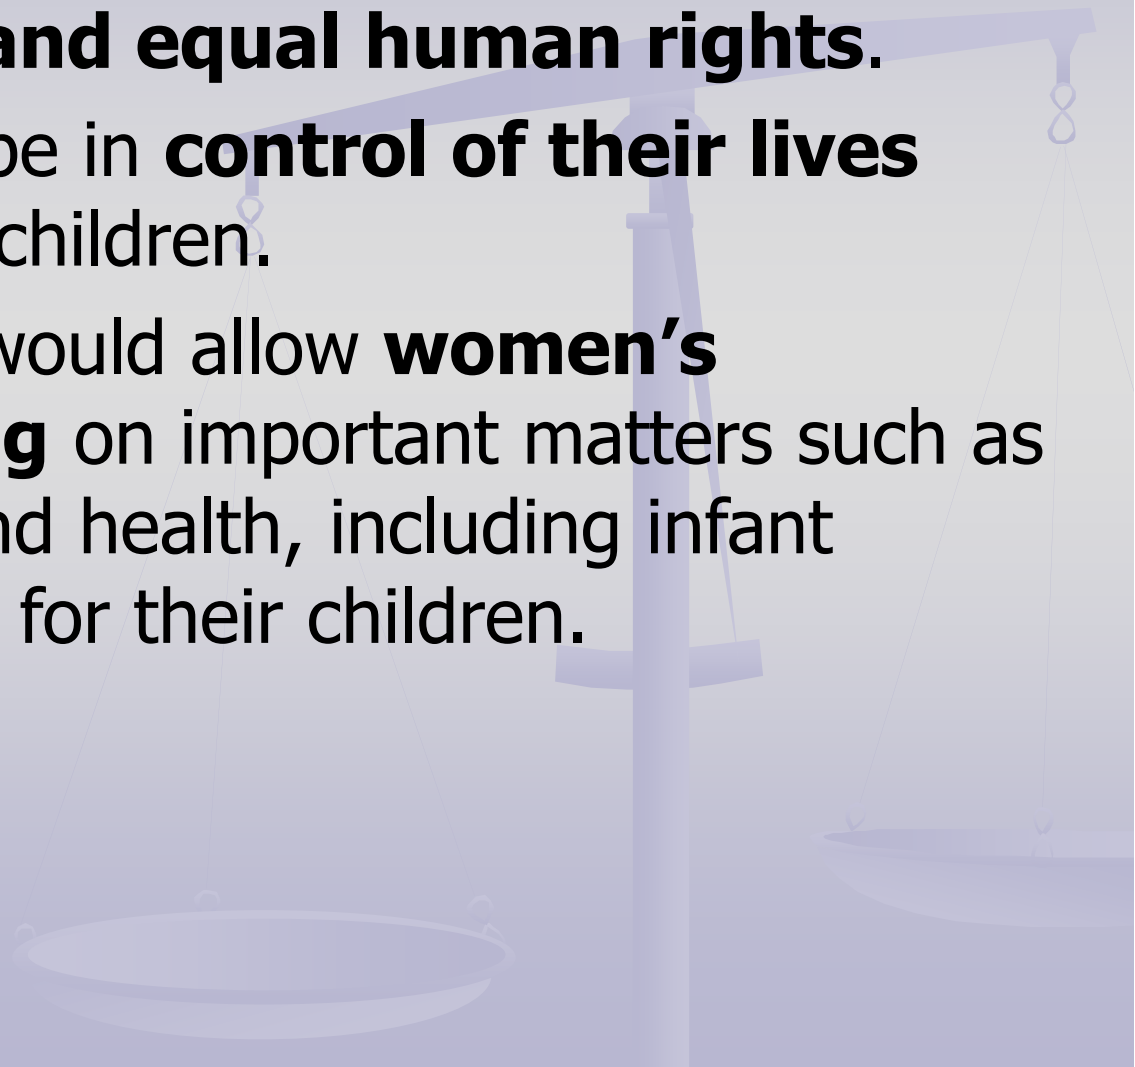 and equal human rights.
be in control of their lives
children.
would allow women’s
g on important matters such as
nd health, including infant
for their children.